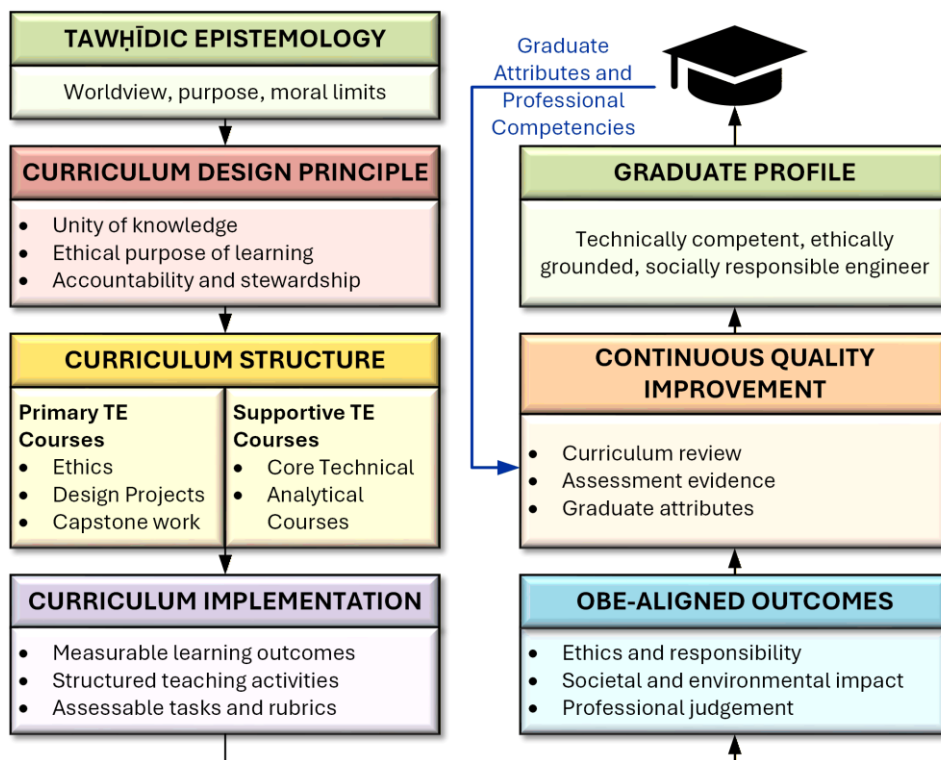 TAWḤĪDIC EPISTEMOLOGY
Worldview, purpose, moral limits
CURRICULUM DESIGN PRINCIPLE
• Unity of knowledge
• Ethical purpose of learning
• Accountability and stewardship
CURRICULUM STRUCTURE
Primary TE
Courses
• Ethics
• Design Projects
• Capstone work
Supportive TE
Courses
• Core Technical
• Analytical
Courses
CURRICULUM IMPLEMENTATION
• Measurable learning outcomes
• Structured teaching activities
• Assessable tasks and rubrics
Graduate
Attributes and
Professional
Competencies
GRADUATE PROFILE
Technically competent, ethically
grounded, socially responsible engineer
CONTINUOUS QUALITY
IMPROVEMENT
• Curriculum review
• Assessment evidence
• Graduate attributes
OBE-ALIGNED OUTCOMES
• Ethics and responsibility
• Societal and environmental impact
• Professional judgement